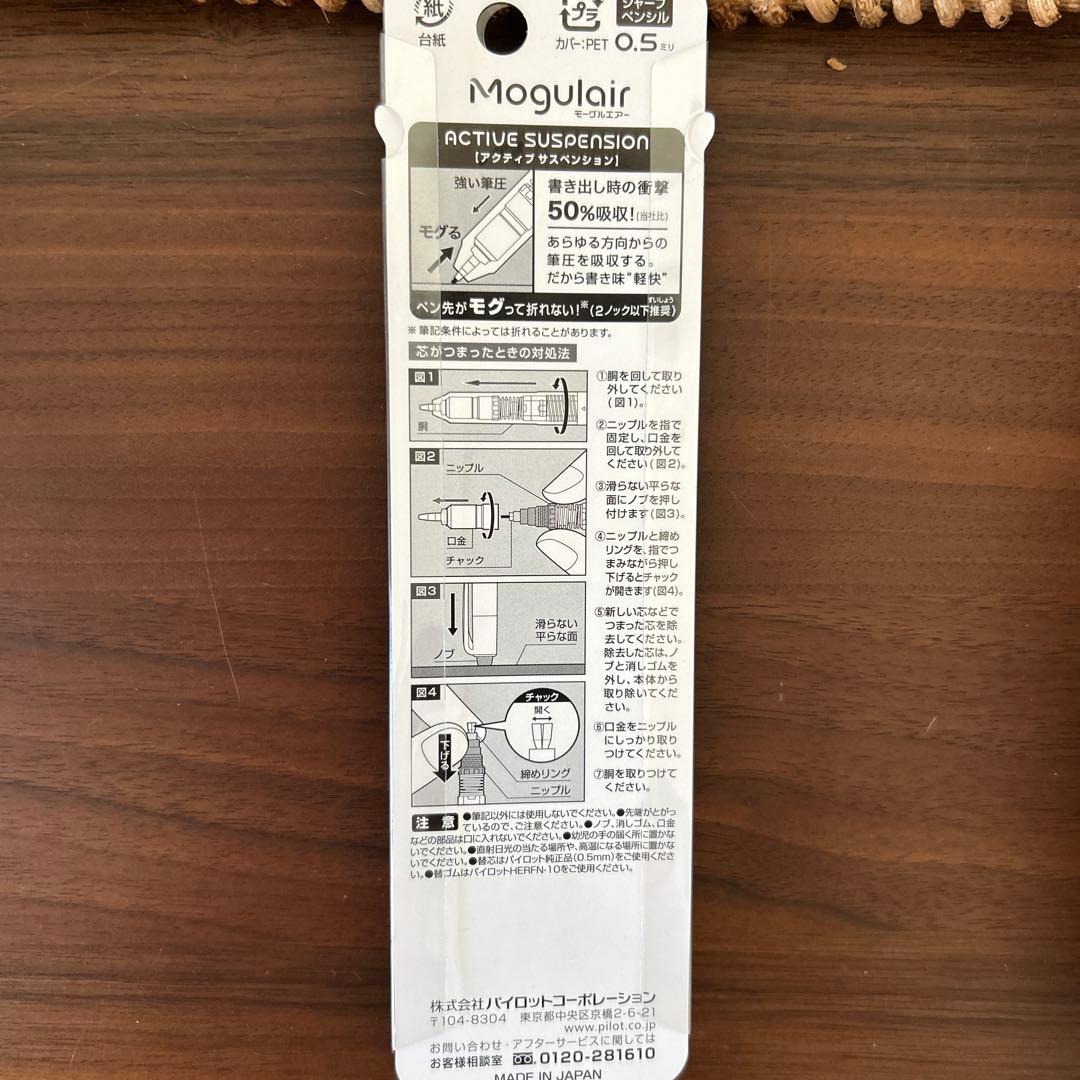 紙
台紙
プラ
カバー:PET
シャープ
ペンシル
0.5ミリ
Mogulair
モーグルエアー
ACTIVE SUSPENSION
【アクティブ サスペンション】
強い筆圧
モグる
書き出し時の衝撃
50%吸収!(当社比)
あらゆる方向からの
筆圧を吸収する。
だから書き味"軽快"
すいしょう
ペン先がモグって折れない!※(2ノック以下推奨)
※筆記条件によっては折れることがあります。
芯がつまったときの対処法
図1
胴
①胴を回して取り
外してください
(図1)。
図2
ニップル
口金
チャック
②ニップルを指で
固定し、口金を
回して取り外して
ください(図2)。
③滑らない平らな
面にノブを押し
付けます(図3)。
④ニップルと締め
リングを、指でつ
まみながら押し
下げるとチャック
が開きます(図4)。
図3
ノブ
滑らない
平らな面
⑤新しい芯などで
つまった芯を除
去してください。
除去した芯は、ノ
ブと消しゴムを
外し、本体から
取り除いてくだ
さい。
図4
下げる
チャック
開く
締めリング
ニップル
⑥口金をニップル
にしっかり取り
つけてください。
⑦胴を取りつけて
ください。
注意 ●筆記以外には使用しないでください。●先端がとがっ
ているので、ご注意ください。●ノブ、消しゴム、口金
などの部品は口に入れないでください。●幼児の手の届く所に置かな
いでください。●直射日光の当たる場所や、高温になる場所に置かな
いでください。●替芯はパイロット純正品(0.5mm)をご使用くださ
い。●替ゴムはパイロットHERFN-10をご使用ください。
株式会社パイロットコーポレーション
〒104-8304 東京都中央区京橋2-6-21
www.pilot.co.jp
お問い合わせ・アフターサービスに関しては
お客様相談室 0120-281610
MADE IN JAPAN